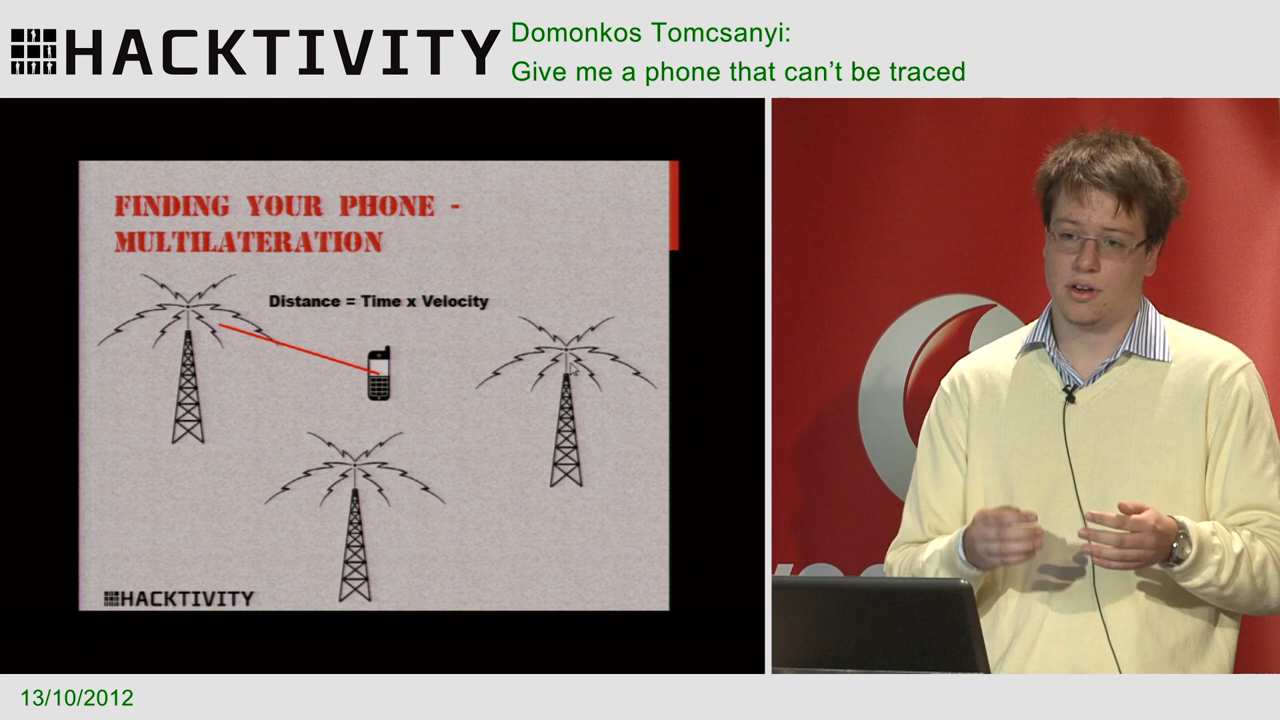 HACKTIVITY
Domonkos Tomcsanyi:
Give me a phone that can't be traced
FINDING YOUR PHONE -
MULTILATERATION
Distance = Time x Velocity
HACKTIVITY
13/10/2012